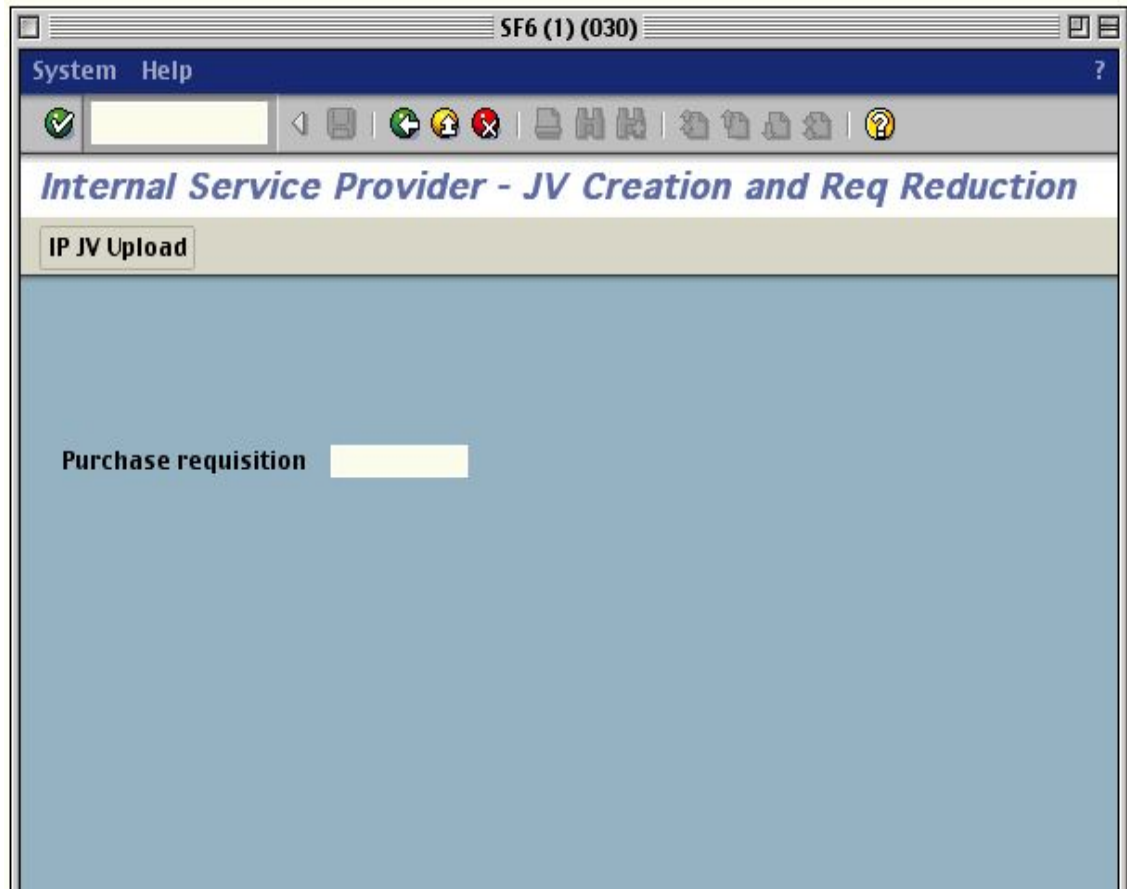 SF6 (1) (030)
System Help ?
Internal Service Provider - JV Creation and Req Reduction
IP JV Upload
Purchase requisition